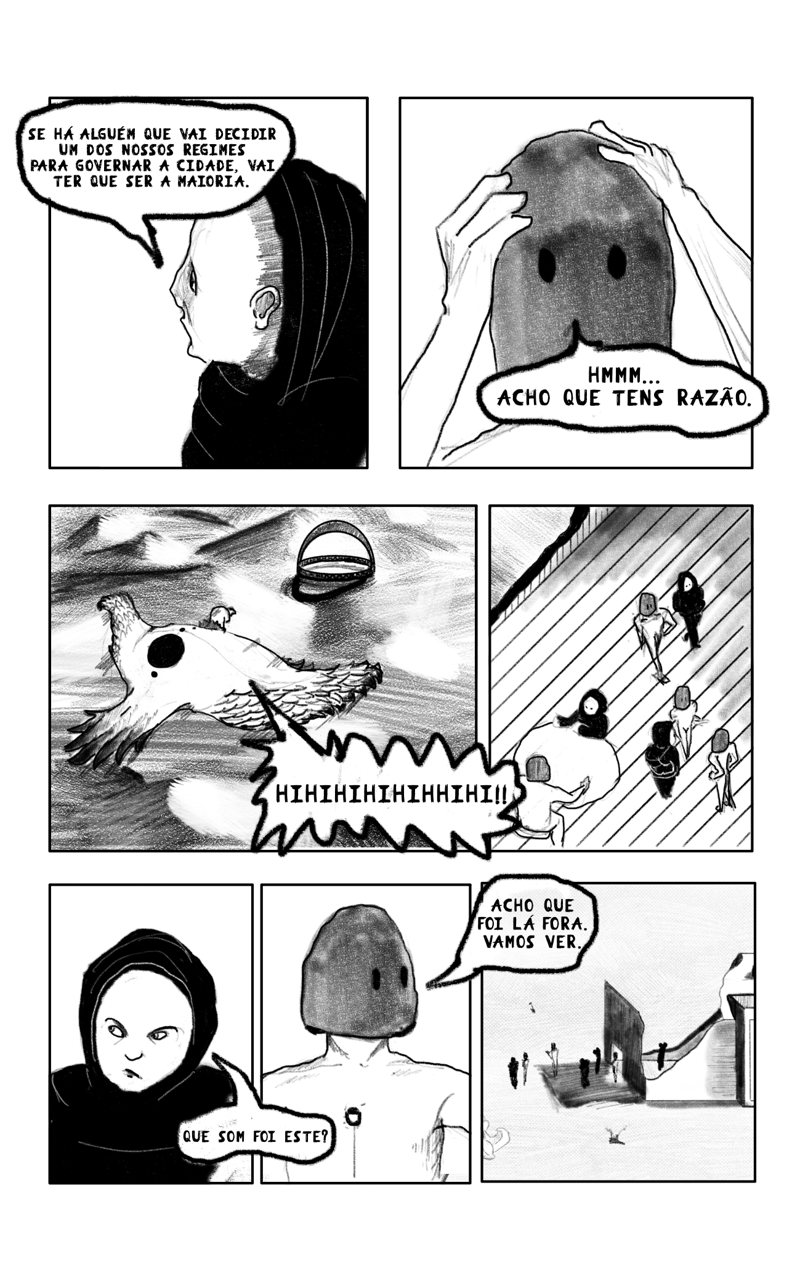 SE HÁ ALGUÉM QUE VAI DECIDIR
UM DOS NOSSOS REGIMES
PARA GOVERNAR A CIDADE, VAI
TER QUE SER A MAIORIA.
HMMM...
ACHO QUE TENS RAZÃO.
HIHIHIHIHIHHIHI!!
QUE SOM FOI ESTE?
ACHO QUE
FOI LÁ FORA.
VAMOS VER.